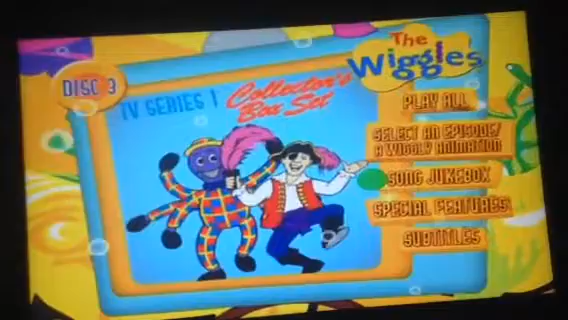 The
Wiggles
DISC 3
TV SERIES 1
Collector's
Box Set
PLAY ALL
SELECT AN EPISODE/
A WIGGLY ANIMATION
SONG JUKEBOX
SPECIAL FEATURES
SUBTITLES